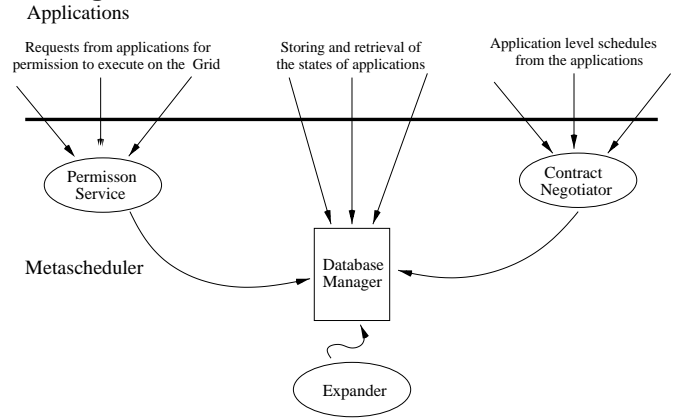 Applications
Requests from applications for
permission to execute on the Grid
Storing and retrieval of
the states of applications
Application level schedules
from the applications
Permisson
Service
Contract
Negotiator
Metascheduler
Database
Manager
Expander